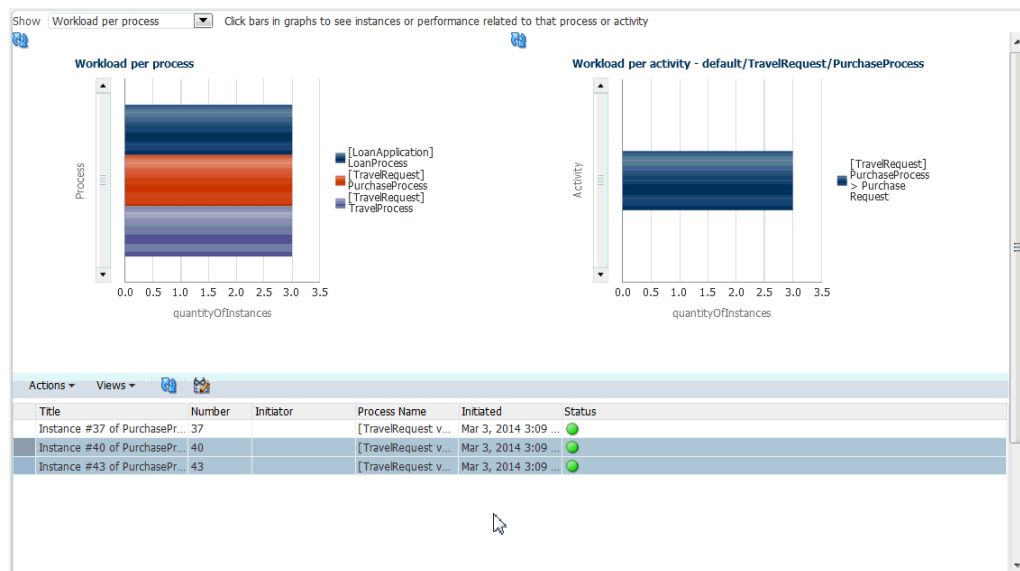 Show Workload per process Click bars in graphs to see instances or performance related to that process or activity
Workload per process
Process
[LoanApplication]
LoanProcess
[TravelRequest]
PurchaseProcess
[TravelRequest]
TravelProcess
0.0 0.5 1.0 1.5 2.0 2.5 3.0 3.5
quantityOfInstances
Workload per activity - default/TravelRequest/PurchaseProcess
Activity
[TravelRequest]
PurchaseProcess
> Purchase
Request
0.0 0.5 1.0 1.5 2.0 2.5 3.0 3.5
quantityOfInstances
Actions Views
Title Number Initiator Process Name Initiated Status
Instance #37 of PurchasePr... 37 [TravelRequest v... Mar 3, 2014 3:09 ...
Instance #40 of PurchasePr... 40 [TravelRequest v... Mar 3, 2014 3:09 ...
Instance #43 of PurchasePr... 43 [TravelRequest v... Mar 3, 2014 3:09 ...